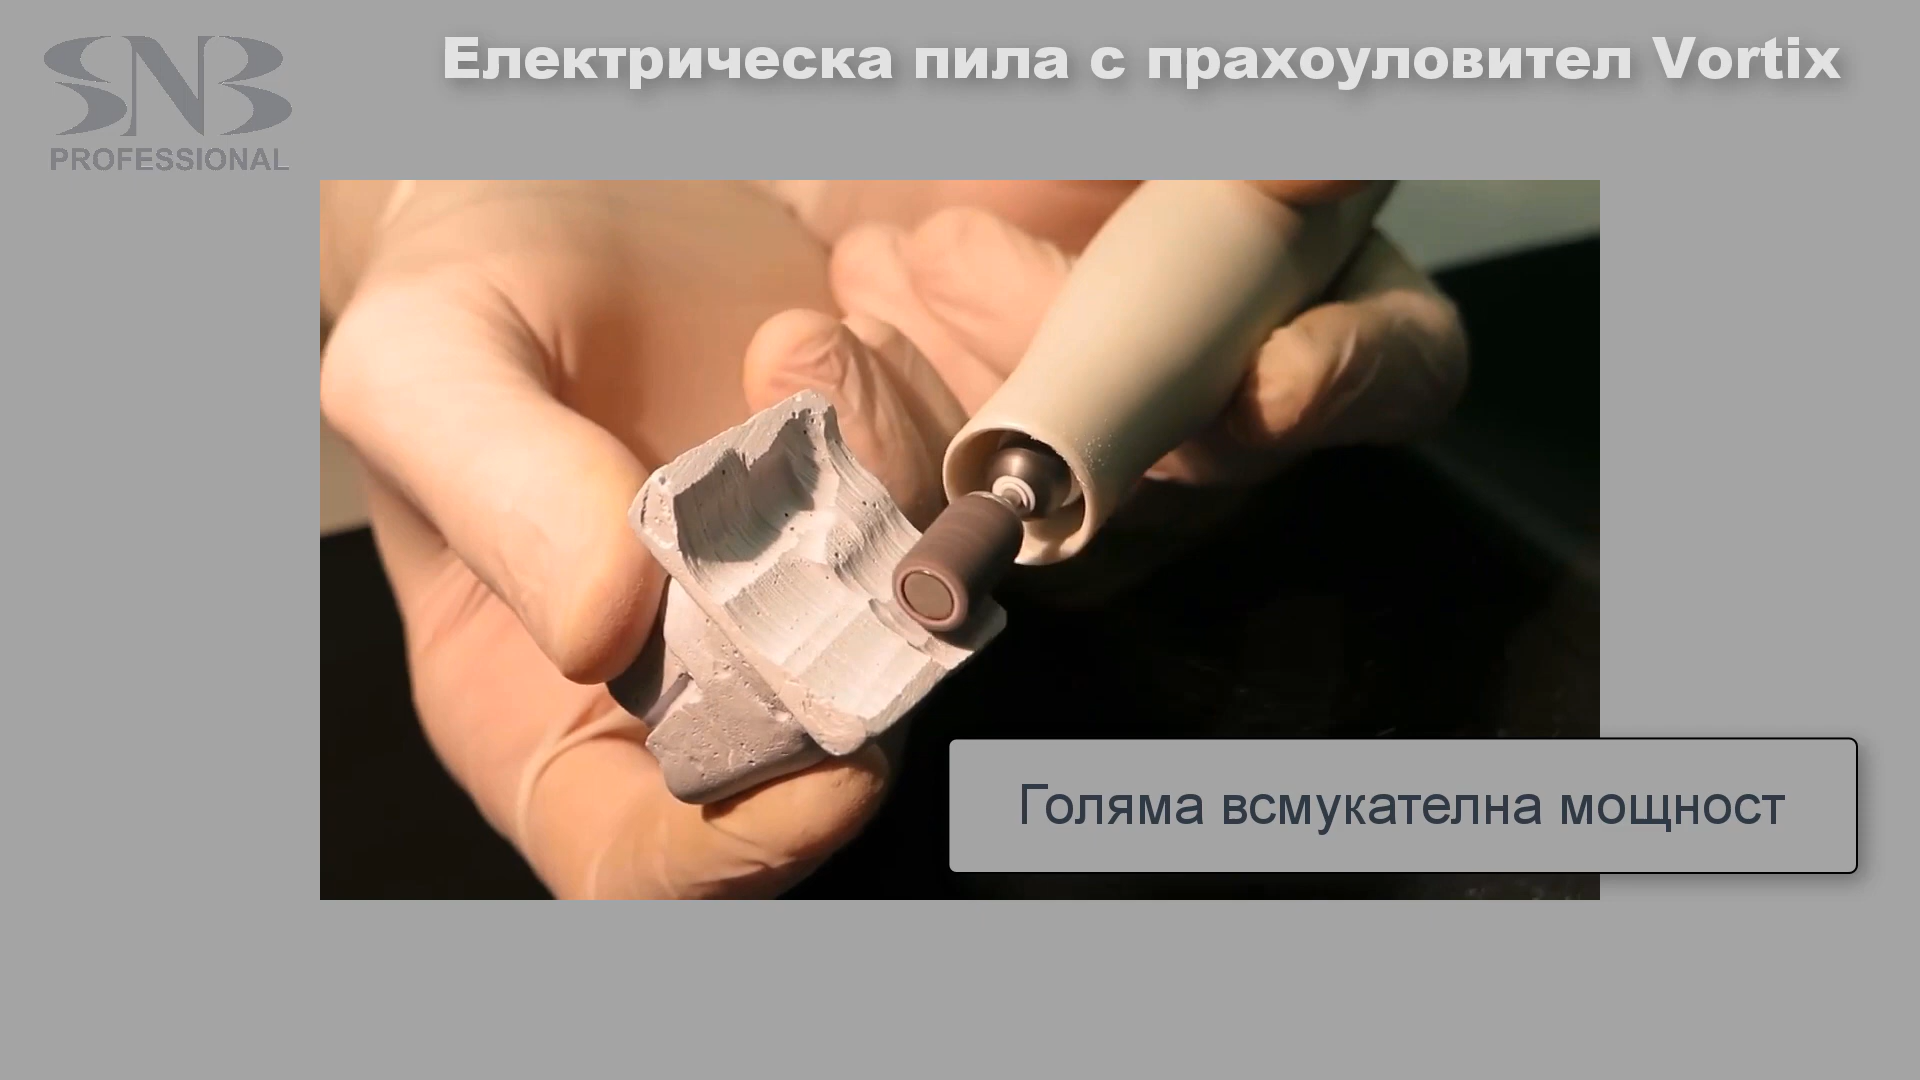 Електрическа пила с прахоуловител Vortix
SNB
PROFESSIONAL
Голяма всмукателна мощност